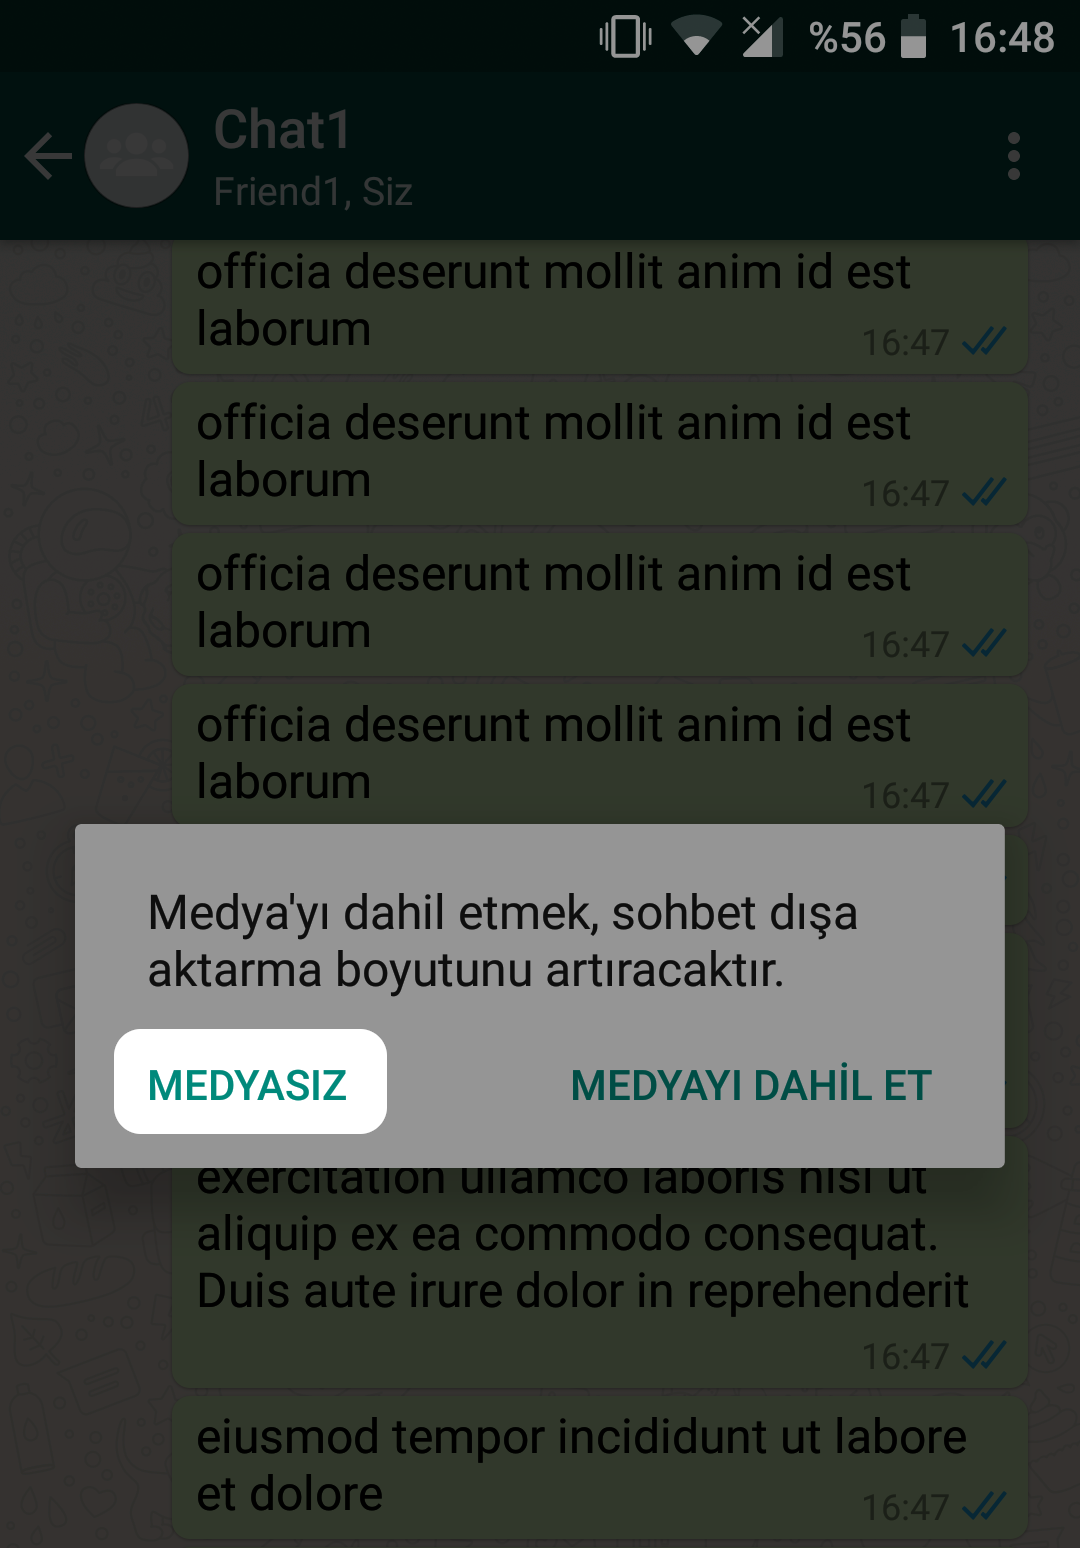 %56 16:48
Chat1
Friend1, Siz
officia deserunt mollit anim id est
laborum
16:47
officia deserunt mollit anim id est
laborum
16:47
officia deserunt mollit anim id est
laborum
16:47
officia deserunt mollit anim id est
laborum
16:47
Medya'yı dahil etmek, sohbet dışa
aktarma boyutunu artıracaktır.
MEDYASIZ MEDYAYI DAHİL ET
exercitation ullamco laboris nisi ut
aliquip ex ea commodo consequat.
Duis aute irure dolor in reprehenderit
16:47
eiusmod tempor incididunt ut labore
et dolore
16:47